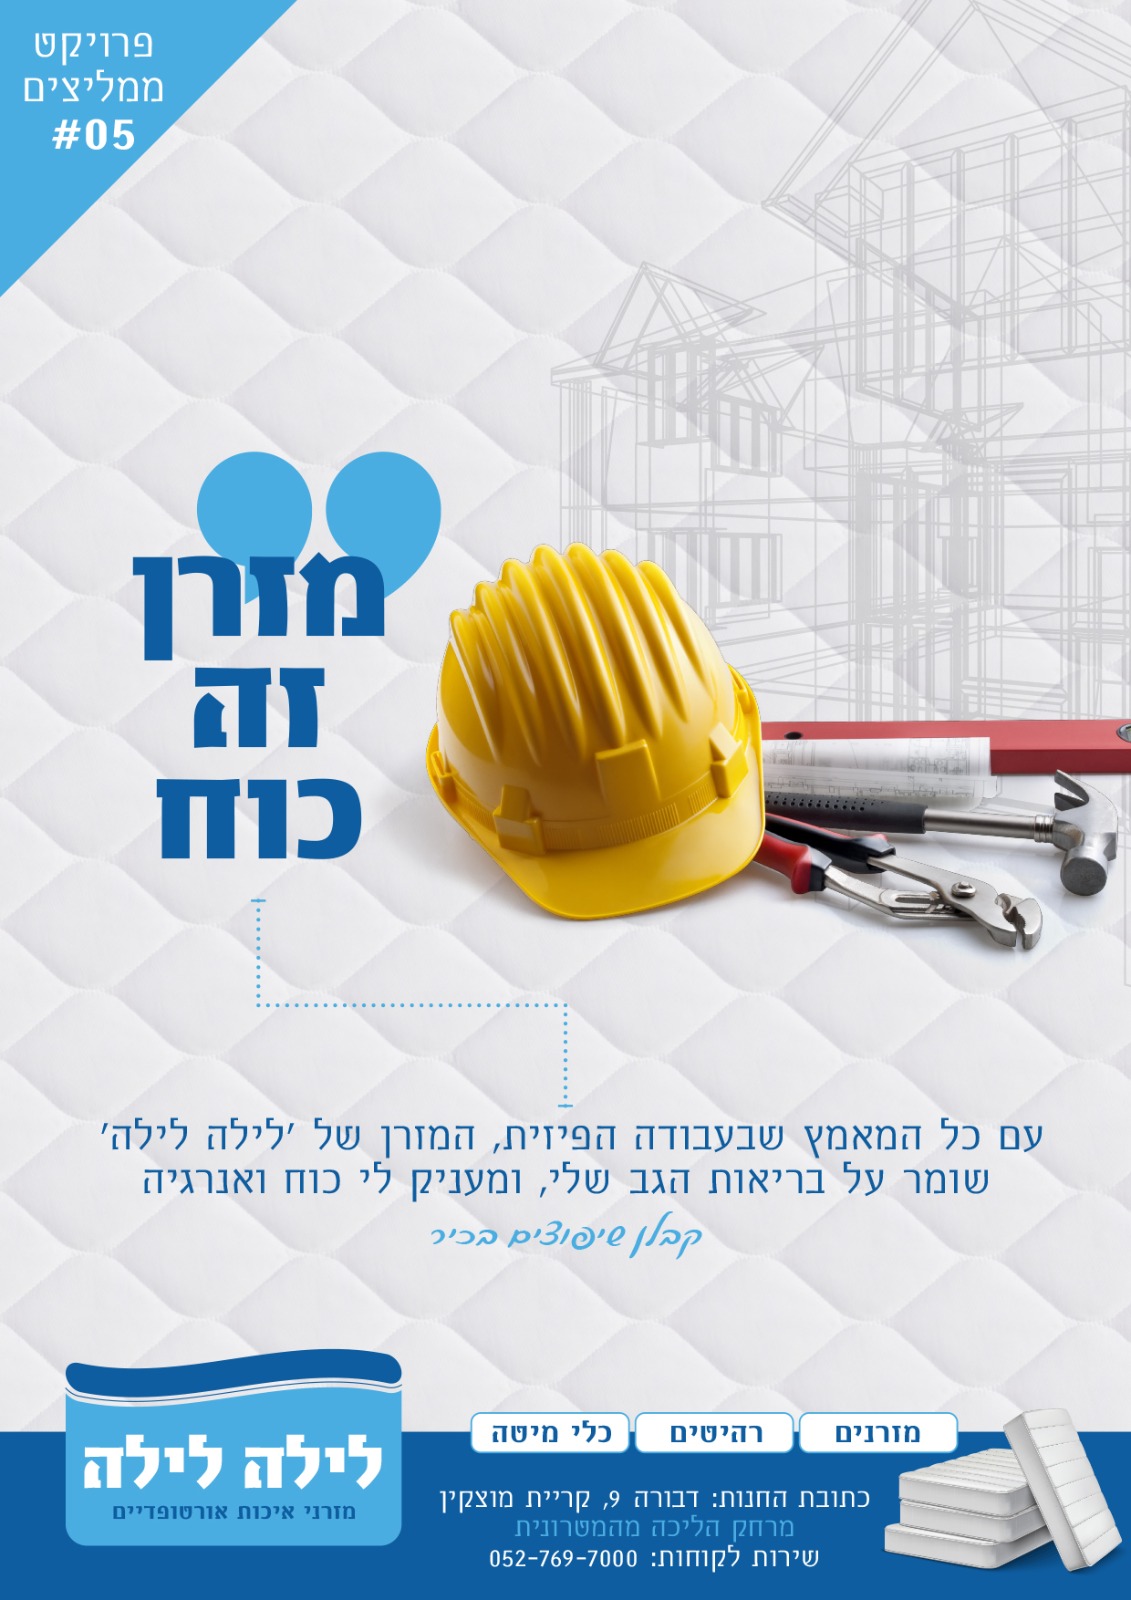 פרויקט
ממליצים
#05
מזרן
זה
כוח
עם כל המאמץ שבעבודה הפיזית, המזרן של 'לילה לילה'
שומר על בריאות הגב שלי, ומעניק לי כוח ואנרגיה
קבלן שיפוצים בכיר
לילה לילה
מזרני איכות אורטופדיים
מזרנים
רהיטים
כלי מיטה
כתובת החנות: דבורה 9, קריית מוצקין
מרחק הליכה מהמטרונית
שירות לקוחות: 052-769-7000